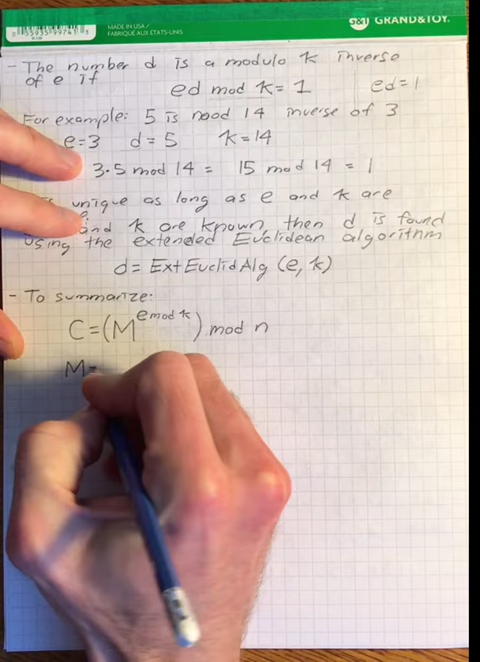 MADE IN USA/
FABRIQUÉ AUX ÉTATS-UNIS
G&T GRAND&TOY.
- The number d is a modulo k inverse
of e if
ed mod k = 1 ed = 1
For example: 5 is mod 14 inverse of 3
e=3 d=5 k=14
3·5 mod 14 = 15 mod 14 = 1
unique as long as e and k are
and k are known, then d is found
using the extended Euclidean algorithm
d = ExtEuclidAlg (e, k)
- To summarize:
C=(M^e mod k) mod n
M=